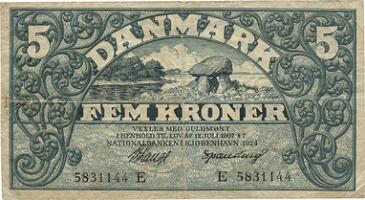 5 DANMARK 5
FEM KRONER
VEXLES MED GULDMØNT
I HENHOLD TIL LOV AF 12 JULI 1907 § 7
NATIONALBANKEN I KJØBENHAVN 1924
5831144 E E 5831144